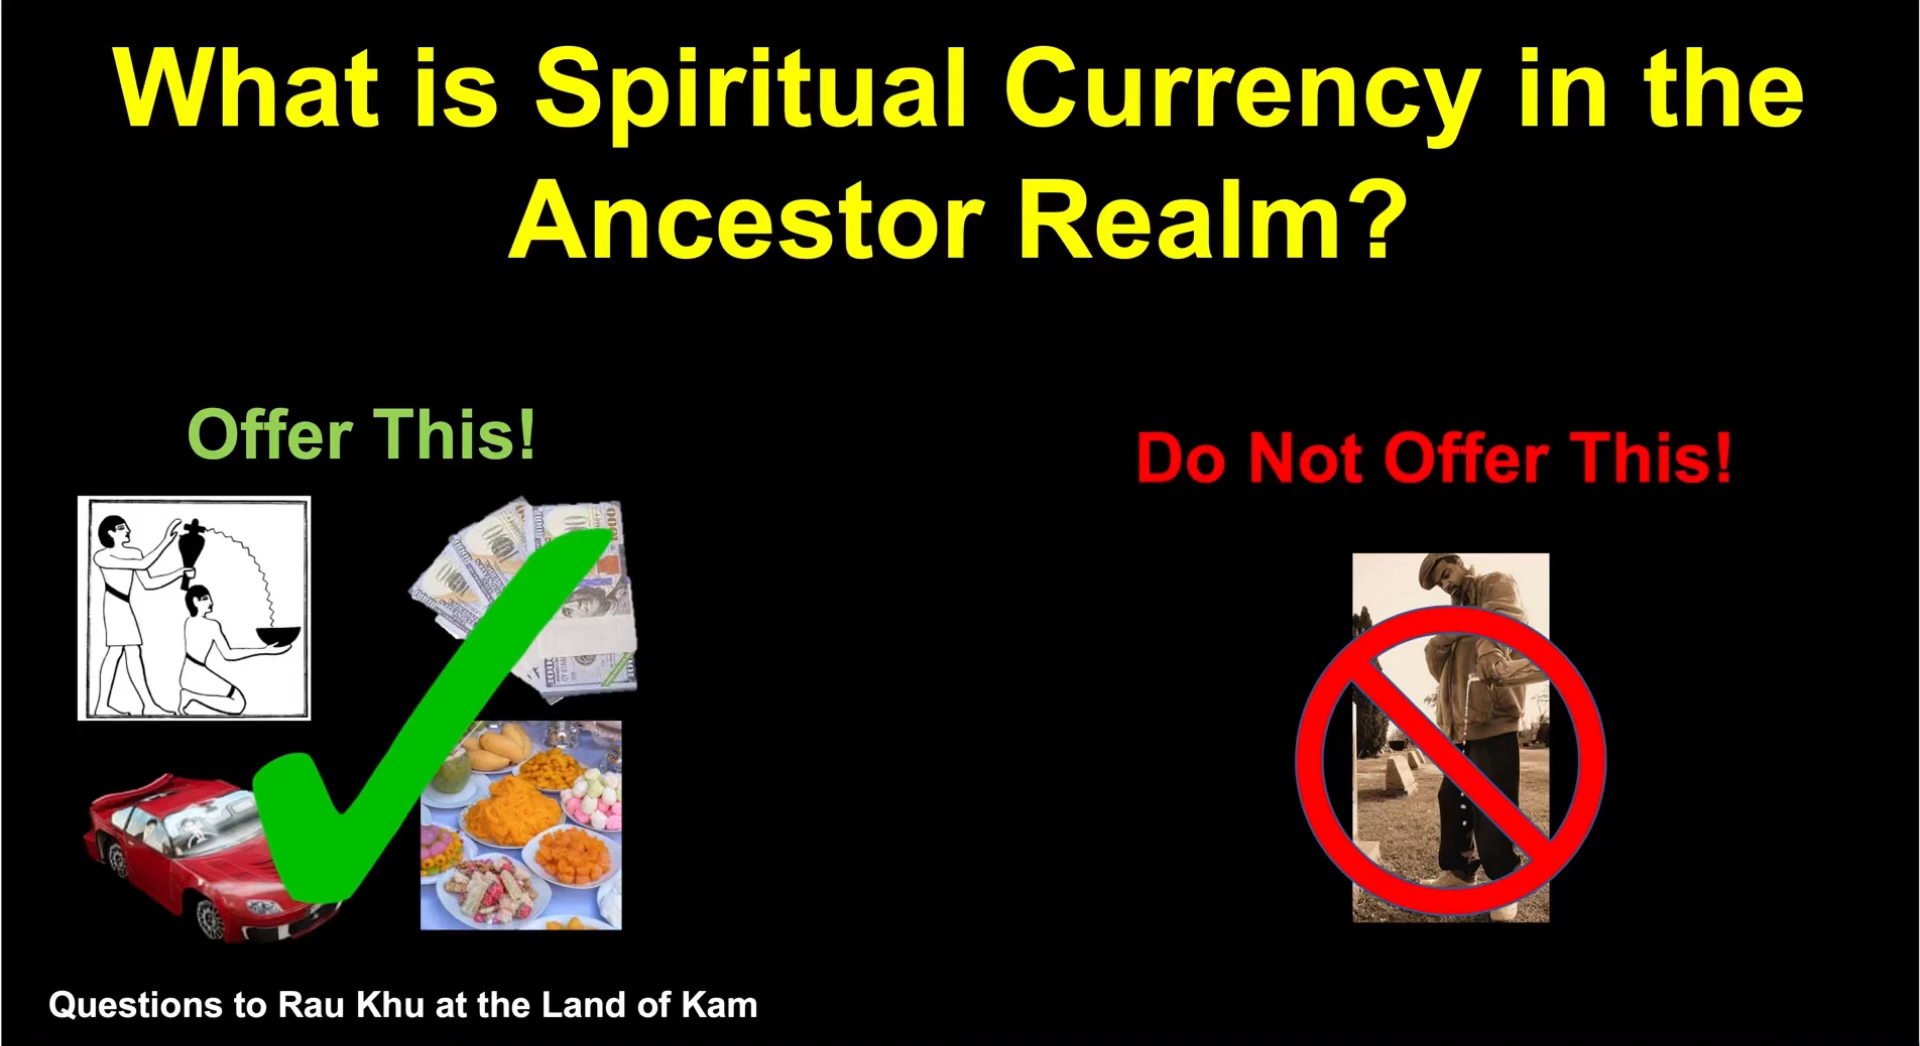 What is Spiritual Currency in the
Ancestor Realm?
Offer This!
Do Not Offer This!
Questions to Rau Khu at the Land of Kam